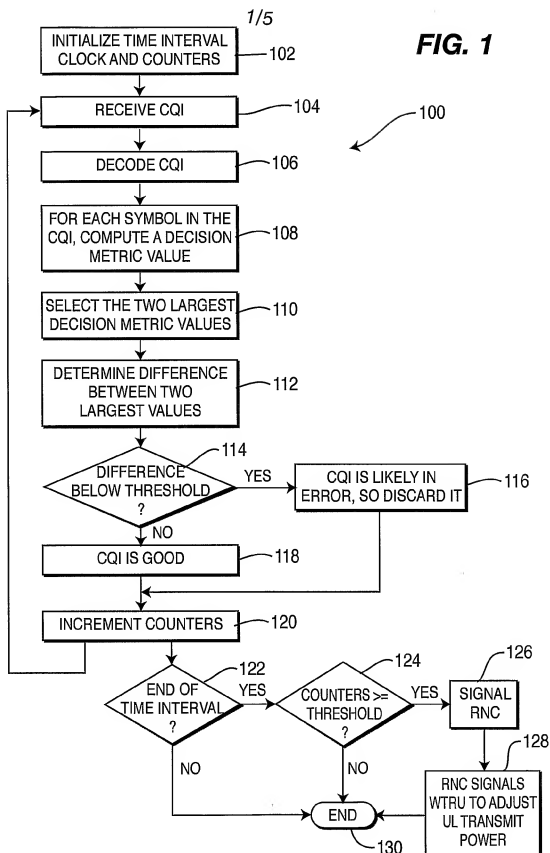 1/5
FIG. 1
INITIALIZE TIME INTERVAL
CLOCK AND COUNTERS
102
RECEIVE CQI
104
100
DECODE CQI
106
FOR EACH SYMBOL IN THE
CQI, COMPUTE A DECISION
METRIC VALUE
108
SELECT THE TWO LARGEST
DECISION METRIC VALUES
110
DETERMINE DIFFERENCE
BETWEEN TWO
LARGEST VALUES
112
114
DIFFERENCE
BELOW THRESHOLD
?
YES
CQI IS LIKELY IN
ERROR, SO DISCARD IT
116
NO
CQI IS GOOD
118
INCREMENT COUNTERS
120
122
END OF
TIME INTERVAL
?
YES
124
COUNTERS >=
THRESHOLD
?
YES
126
SIGNAL
RNC
128
NO
NO
RNC SIGNALS
WTRU TO ADJUST
UL TRANSMIT
POWER
END
130